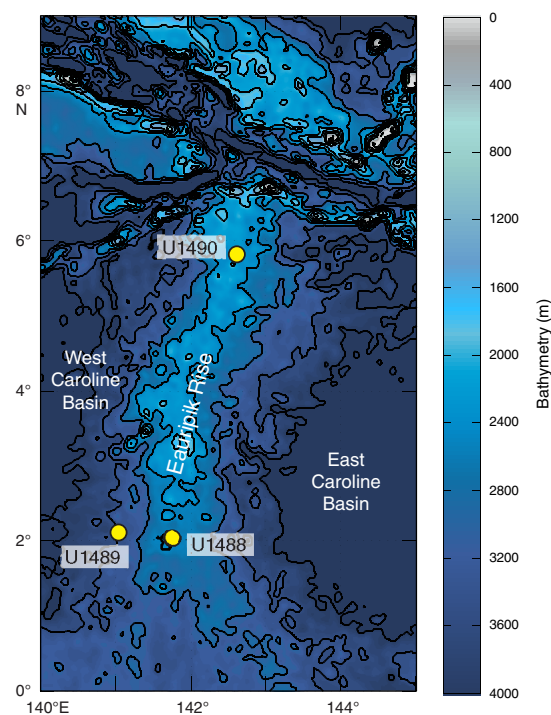 8°
N
6°
4°
2°
0°
140°E
142°
144°
U1490
West
Caroline
Basin
Eauripik Rise
East
Caroline
Basin
U1489
U1488
0
400
800
1200
1600
2000
2400
2800
3200
3600
4000
Bathymetry (m)